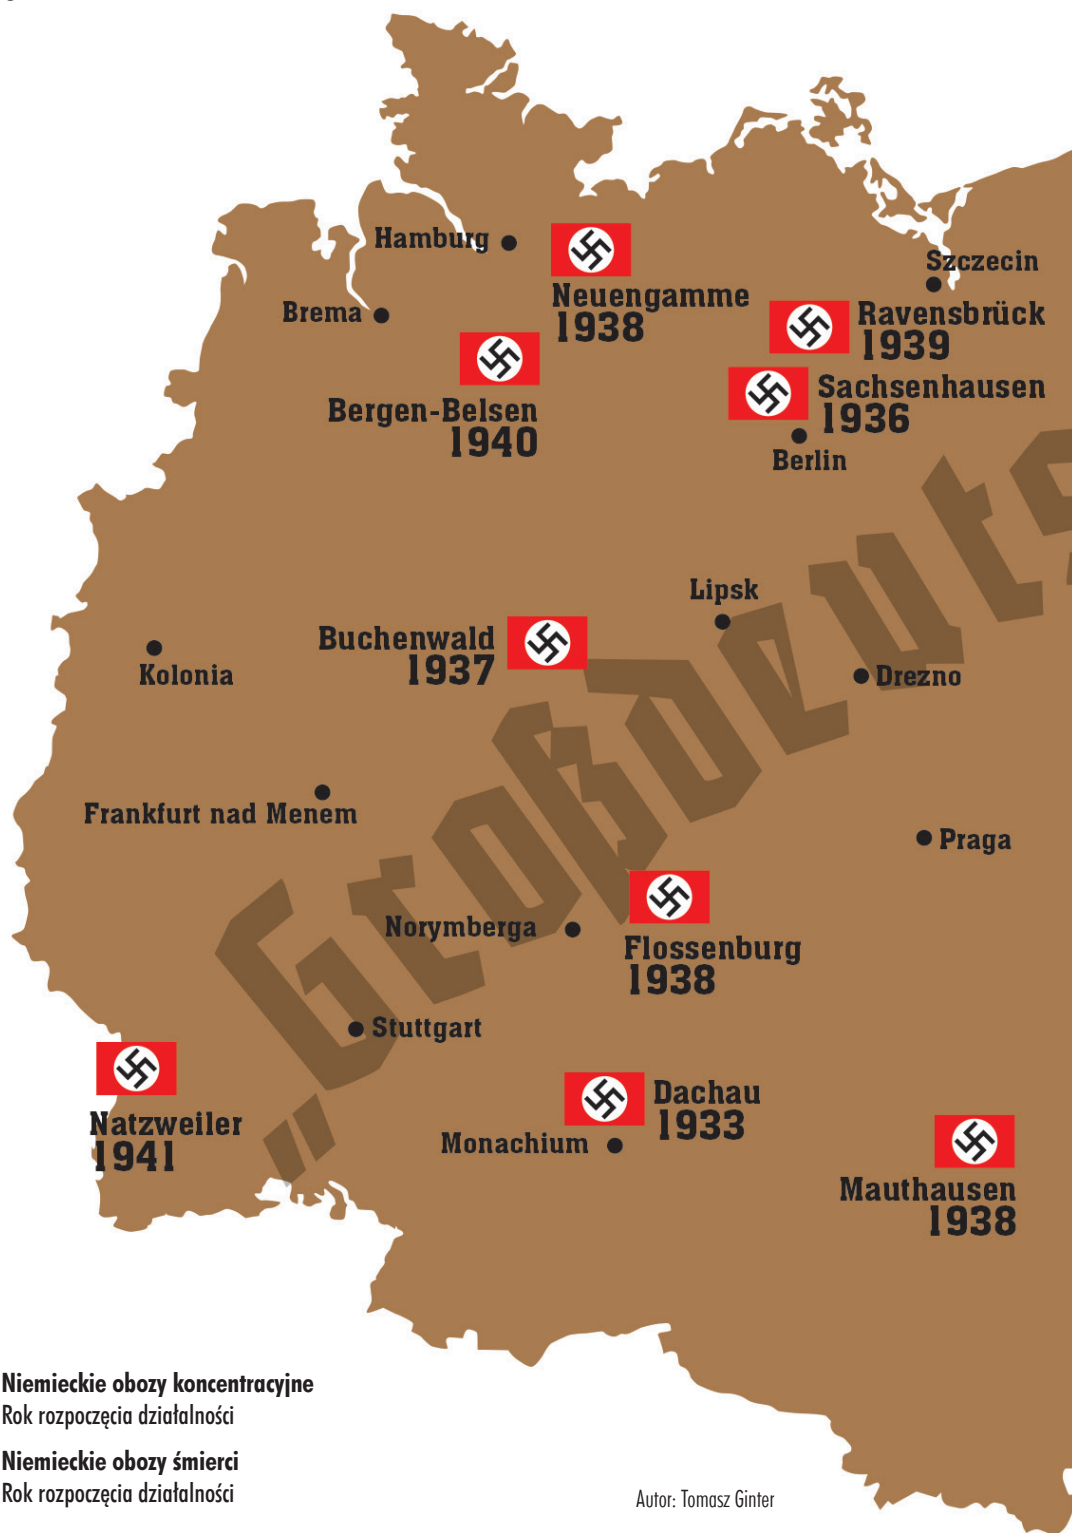 Hamburg
Neuengamme
1938
Szczecin
Brema
Ravensbrück
1939
Bergen-Belsen
1940
Sachsenhausen
1936
Berlin
„Großdeuts
Lipsk
Buchenwald
1937
Kolonia
Drezno
Frankfurt nad Menem
Praga
Norymberga
Flossenburg
1938
Stuttgart
Natzweiler
1941
Dachau
1933
Monachium
Mauthausen
1938
Niemieckie obozy koncentracyjne
Rok rozpoczęcia działalności
Niemieckie obozy śmierci
Rok rozpoczęcia działalności
Autor: Tomasz Ginter